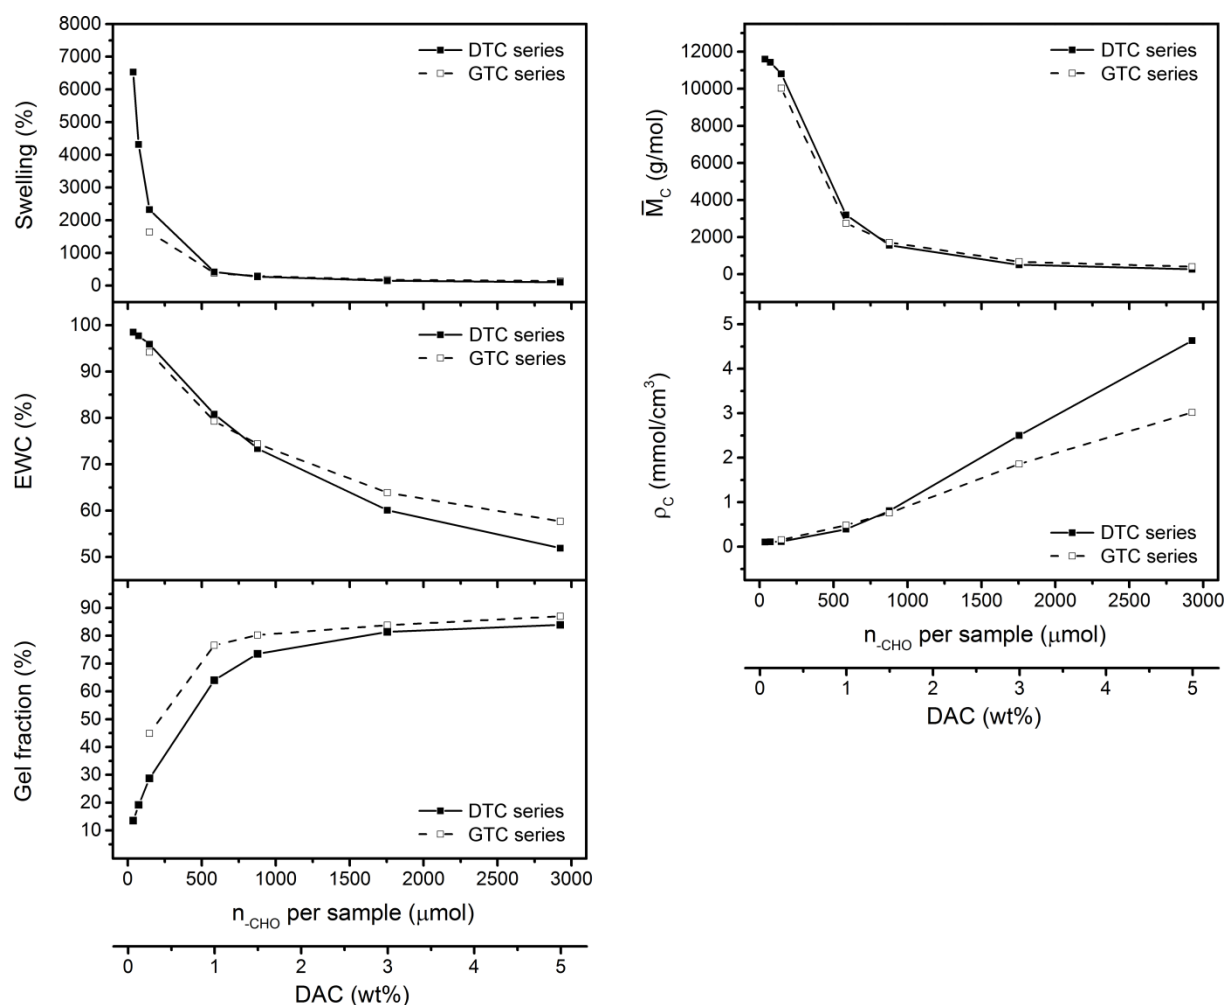 8000
7000
6000
5000
4000
3000
2000
1000
0
Swelling (%)
DTC series
GTC series
100
90
80
70
60
50
EWC (%)
DTC series
GTC series
90
80
70
60
50
40
30
20
10
Gel fraction (%)
DTC series
GTC series
0 500 1000 1500 2000 2500 3000
n-CHO per sample (μmol)
0 1 2 3 4 5
DAC (wt%)
12000
10000
8000
6000
4000
2000
0
M̅C (g/mol)
DTC series
GTC series
5
4
3
2
1
0
ρC (mmol/cm³)
DTC series
GTC series
0 500 1000 1500 2000 2500 3000
n-CHO per sample (μmol)
0 1 2 3 4 5
DAC (wt%)